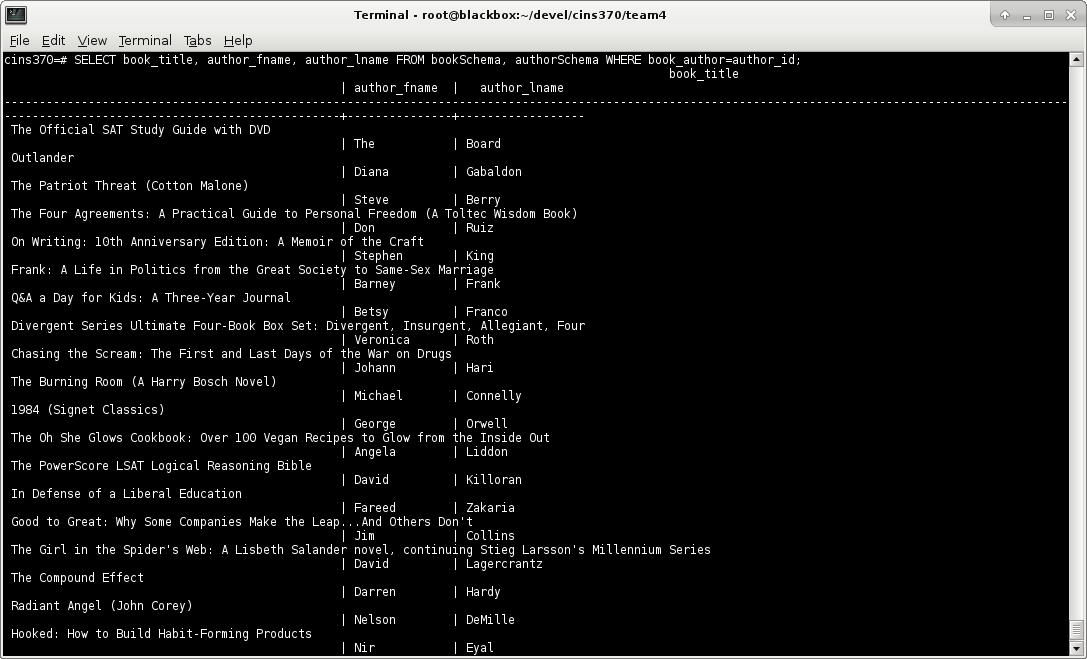 Terminal - root@blackbox:~/devel/cins370/team4
File Edit View Terminal Tabs Help
cins370=# SELECT book_title, author_fname, author_lname FROM bookSchema, authorSchema WHERE book_author=author_id;
book_title
| author_fname | author_lname
--------------------------------------------------------------------------------------------------------------------------------------------------------
------------------------------------------------+---------------+------------------
The Official SAT Study Guide with DVD
| The | Board
Outlander
| Diana | Gabaldon
The Patriot Threat (Cotton Malone)
| Steve | Berry
The Four Agreements: A Practical Guide to Personal Freedom (A Toltec Wisdom Book)
| Don | Ruiz
On Writing: 10th Anniversary Edition: A Memoir of the Craft
| Stephen | King
Frank: A Life in Politics from the Great Society to Same-Sex Marriage
| Barney | Frank
Q&A a Day for Kids: A Three-Year Journal
| Betsy | Franco
Divergent Series Ultimate Four-Book Box Set: Divergent, Insurgent, Allegiant, Four
| Veronica | Roth
Chasing the Scream: The First and Last Days of the War on Drugs
| Johann | Hari
The Burning Room (A Harry Bosch Novel)
| Michael | Connelly
1984 (Signet Classics)
| George | Orwell
The Oh She Glows Cookbook: Over 100 Vegan Recipes to Glow from the Inside Out
| Angela | Liddon
The PowerScore LSAT Logical Reasoning Bible
| David | Killoran
In Defense of a Liberal Education
| Fareed | Zakaria
Good to Great: Why Some Companies Make the Leap...And Others Don't
| Jim | Collins
The Girl in the Spider's Web: A Lisbeth Salander novel, continuing Stieg Larsson's Millennium Series
| David | Lagercrantz
The Compound Effect
| Darren | Hardy
Radiant Angel (John Corey)
| Nelson | DeMille
Hooked: How to Build Habit-Forming Products
| Nir | Eyal